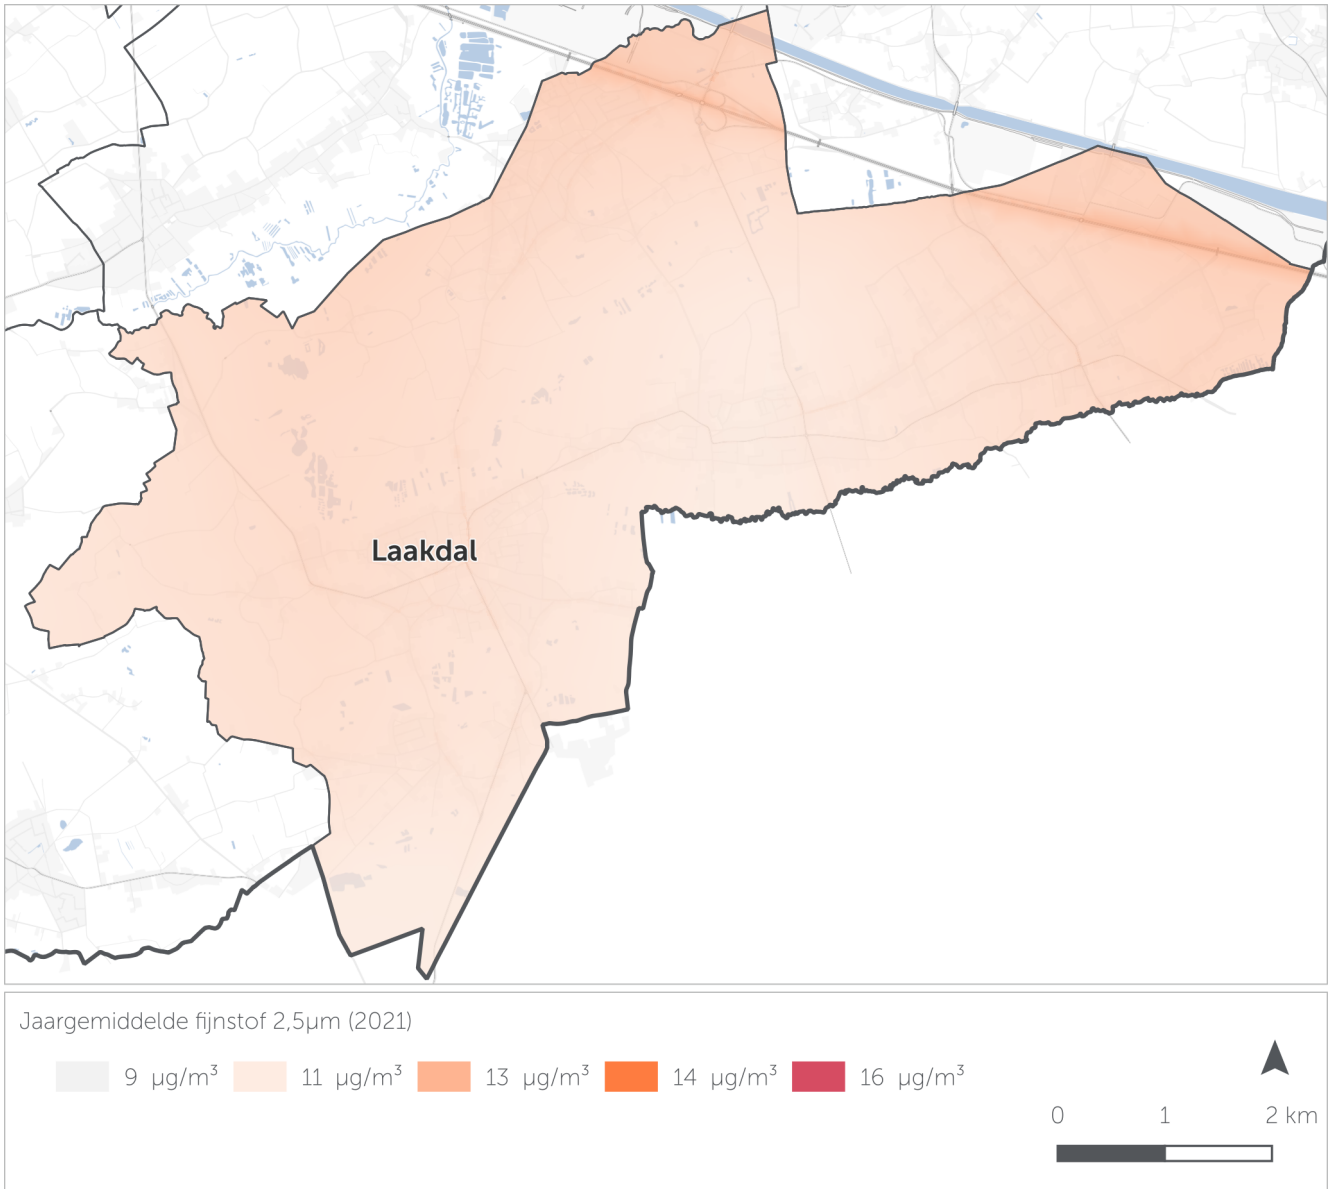 Laakdal
Jaargemiddelde fijnstof 2,5µm (2021)
9 µg/m³ 11 µg/m³ 13 µg/m³ 14 µg/m³ 16 µg/m³
0 1 2 km